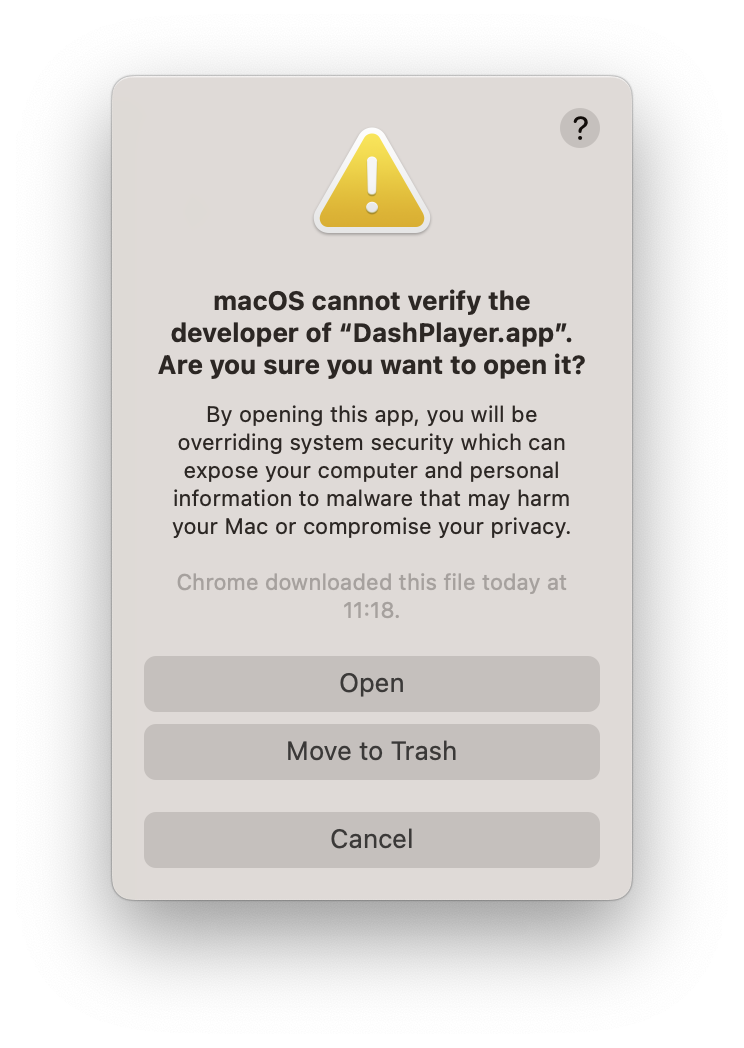 ?
macOS cannot verify the
developer of “DashPlayer.app”.
Are you sure you want to open it?
By opening this app, you will be
overriding system security which can
expose your computer and personal
information to malware that may harm
your Mac or compromise your privacy.
Chrome downloaded this file today at
11:18.
Open
Move to Trash
Cancel